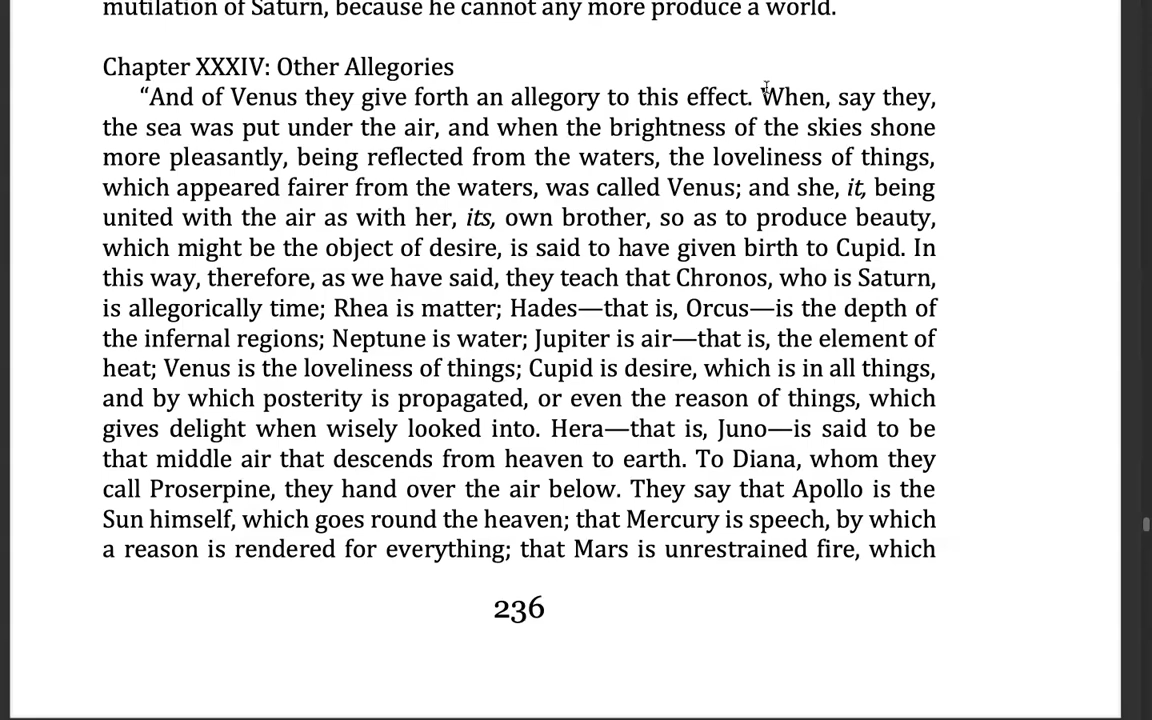 mutilation of Saturn, because he cannot any more produce a world.
Chapter XXXIV: Other Allegories
“And of Venus they give forth an allegory to this effect. When, say they,
the sea was put under the air, and when the brightness of the skies shone
more pleasantly, being reflected from the waters, the loveliness of things,
which appeared fairer from the waters, was called Venus; and she, it, being
united with the air as with her, its, own brother, so as to produce beauty,
which might be the object of desire, is said to have given birth to Cupid. In
this way, therefore, as we have said, they teach that Chronos, who is Saturn,
is allegorically time; Rhea is matter; Hades—that is, Orcus—is the depth of
the infernal regions; Neptune is water; Jupiter is air—that is, the element of
heat; Venus is the loveliness of things; Cupid is desire, which is in all things,
and by which posterity is propagated, or even the reason of things, which
gives delight when wisely looked into. Hera—that is, Juno—is said to be
that middle air that descends from heaven to earth. To Diana, whom they
call Proserpine, they hand over the air below. They say that Apollo is the
Sun himself, which goes round the heaven; that Mercury is speech, by which
a reason is rendered for everything; that Mars is unrestrained fire, which
236